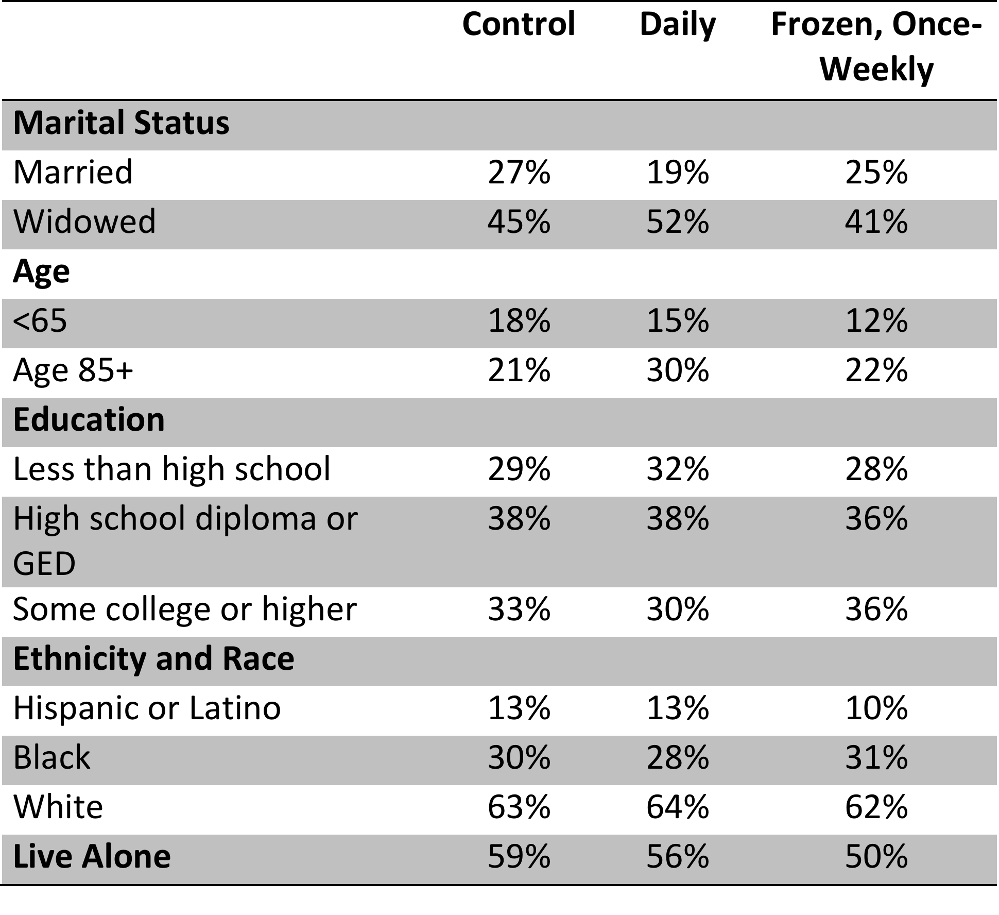 Control Daily Frozen, Once-
Weekly
Marital Status
Married 27% 19% 25%
Widowed 45% 52% 41%
Age
<65 18% 15% 12%
Age 85+ 21% 30% 22%
Education
Less than high school 29% 32% 28%
High school diploma or 38% 38% 36%
GED
Some college or higher 33% 30% 36%
Ethnicity and Race
Hispanic or Latino 13% 13% 10%
Black 30% 28% 31%
White 63% 64% 62%
Live Alone 59% 56% 50%